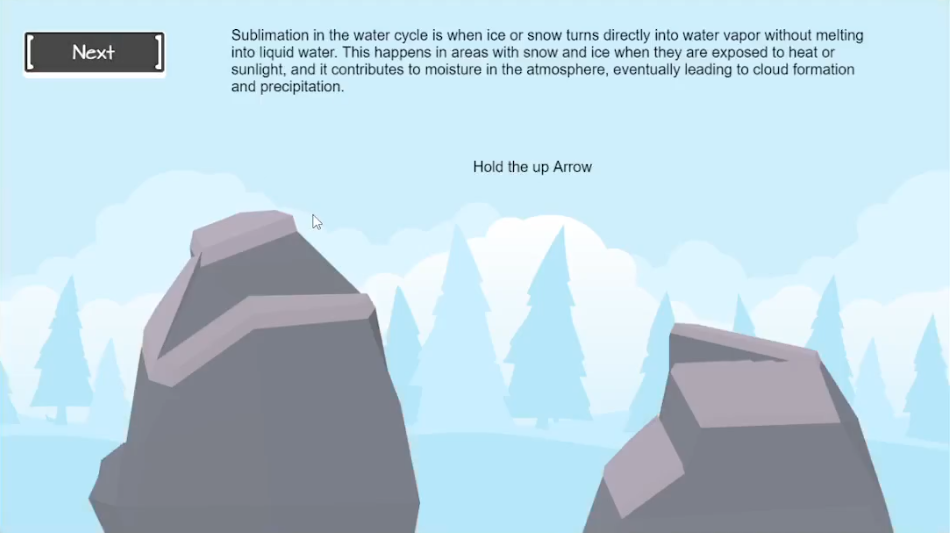 Next
Sublimation in the water cycle is when ice or snow turns directly into water vapor without melting
into liquid water. This happens in areas with snow and ice when they are exposed to heat or
sunlight, and it contributes to moisture in the atmosphere, eventually leading to cloud formation
and precipitation.
Hold the up Arrow